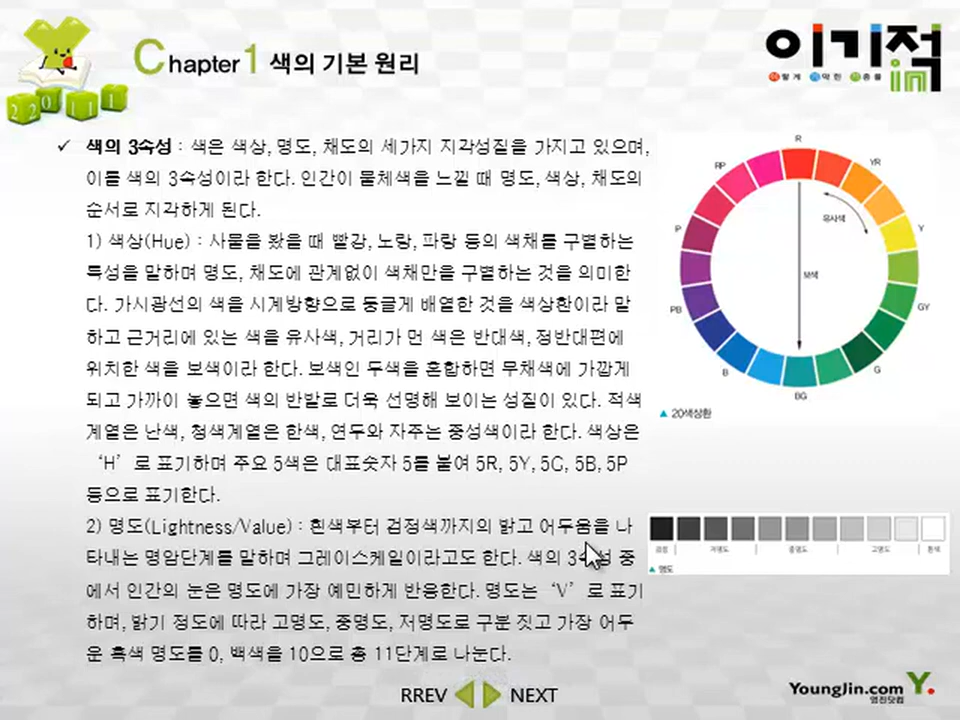 Chapter1 색의 기본 원리
이기적in
22011
✓ 색의 3속성 : 색은 색상, 명도, 채도의 세가지 지각성질을 가지고 있으며,
이를 색의 3속성이라 한다. 인간이 물체색을 느낄 때 명도, 색상, 채도의
순서로 지각하게 된다.
1) 색상(Hue) : 사물을 봤을 때 빨강, 노랑, 파랑 등의 색채를 구별하는
특성을 말하며 명도, 채도에 관계없이 색채만을 구별하는 것을 의미한
다. 가시광선의 색을 시계방향으로 둥글게 배열한 것을 색상환이라 말
하고 근거리에 있는 색을 유사색, 거리가 먼 색은 반대색, 정반대편에
위치한 색을 보색이라 한다. 보색인 두색을 혼합하면 무채색에 가깝게
되고 가까이 놓으면 색의 반발로 더욱 선명해 보이는 성질이 있다. 적색
계열은 난색, 청색계열은 한색, 연두와 자주는 중성색이라 한다. 색상은
‘H’로 표기하며 주요 5색은 대표숫자 5를 붙여 5R, 5Y, 5G, 5B, 5P
등으로 표기한다.
2) 명도(Lightness/Value) : 흰색부터 검정색까지의 밝고 어두움을 나
타내는 명암단계를 말하며 그레이스케일이라고도 한다. 색의 3속성 중
에서 인간의 눈은 명도에 가장 예민하게 반응한다. 명도는 ‘V’로 표기
하며, 밝기 정도에 따라 고명도, 중명도, 저명도로 구분 짓고 가장 어두
운 흑색 명도를 0, 백색을 10으로 총 11단계로 나눈다.
R
RP
YR
유사색
P
Y
보색
PB
GY
B
G
BG
▲ 20색상환
검정
저명도
중명도
고명도
흰색
▲ 명도
RREV
NEXT
YoungJin.com Y.
영진닷컴